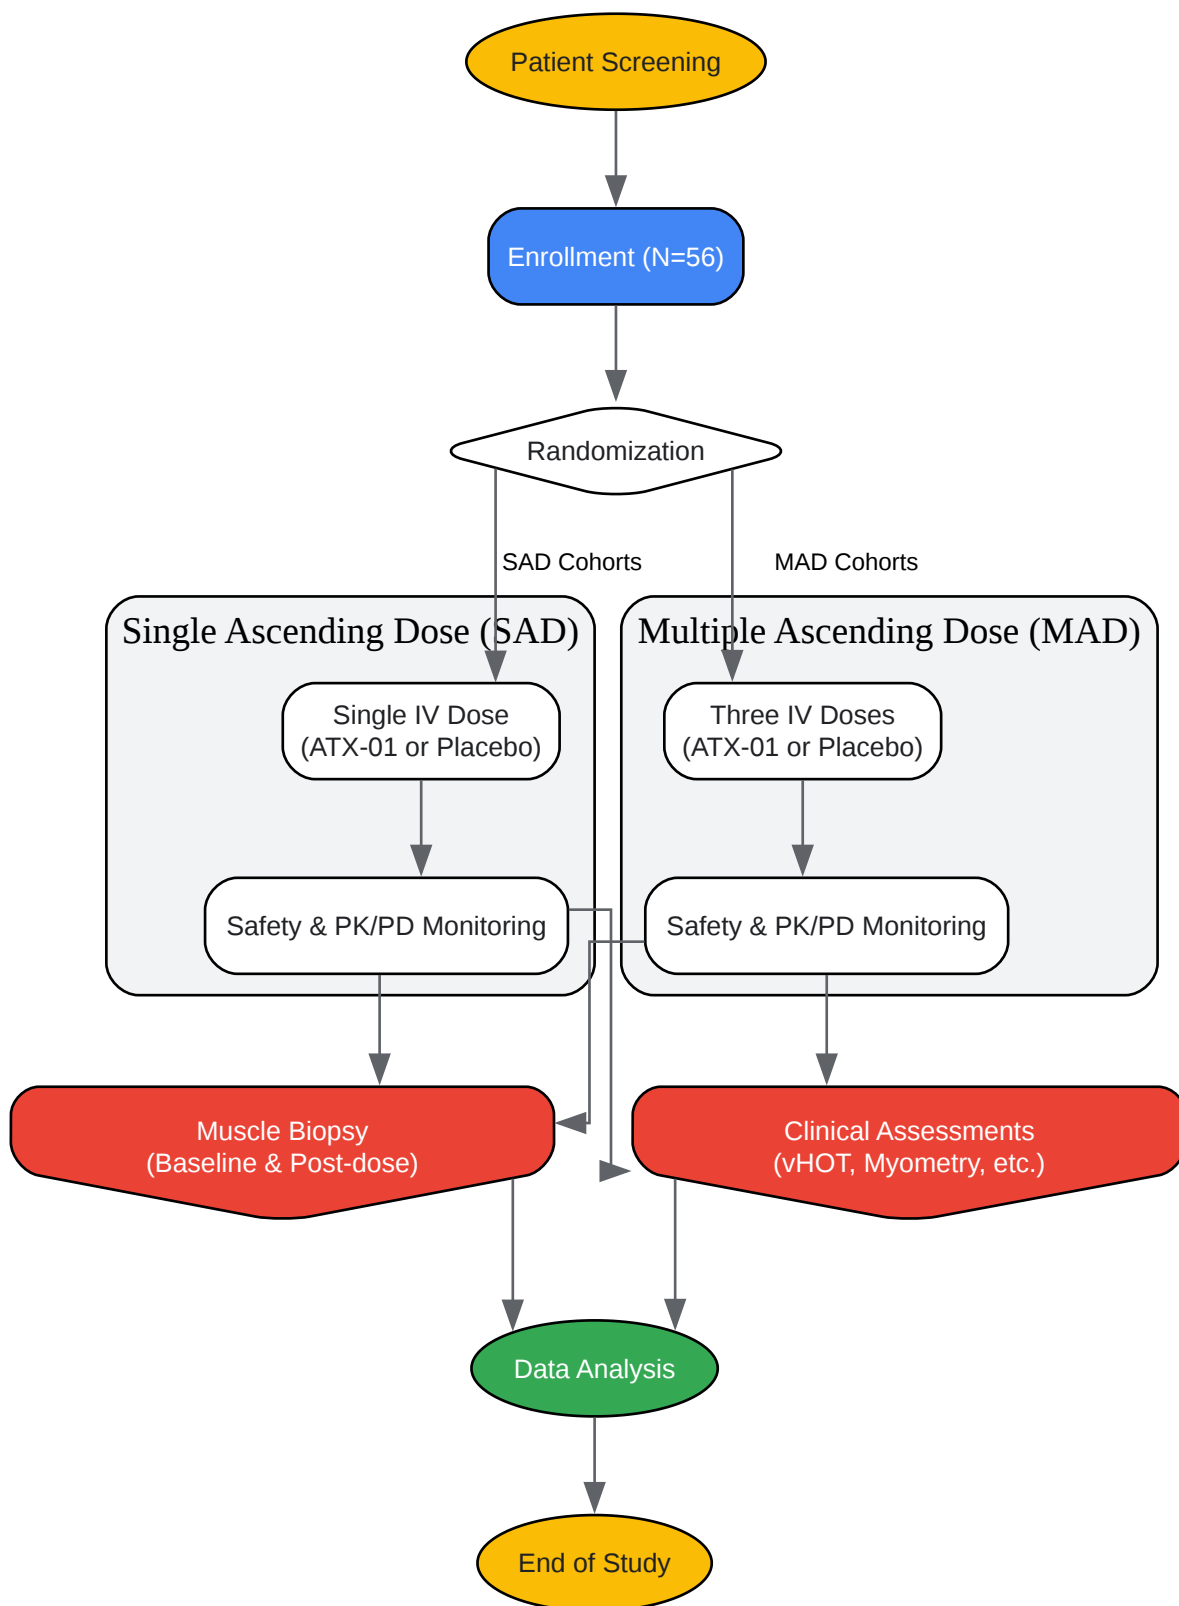 Patient Screening
Enrollment (N=56)
Randomization
SAD Cohorts
MAD Cohorts
Single Ascending Dose (SAD)
Multiple Ascending Dose (MAD)
Single IV Dose
(ATX-01 or Placebo)
Three IV Doses
(ATX-01 or Placebo)
Safety & PK/PD Monitoring
Safety & PK/PD Monitoring
Muscle Biopsy
(Baseline & Post-dose)
Clinical Assessments
(vHOT, Myometry, etc.)
Data Analysis
End of Study